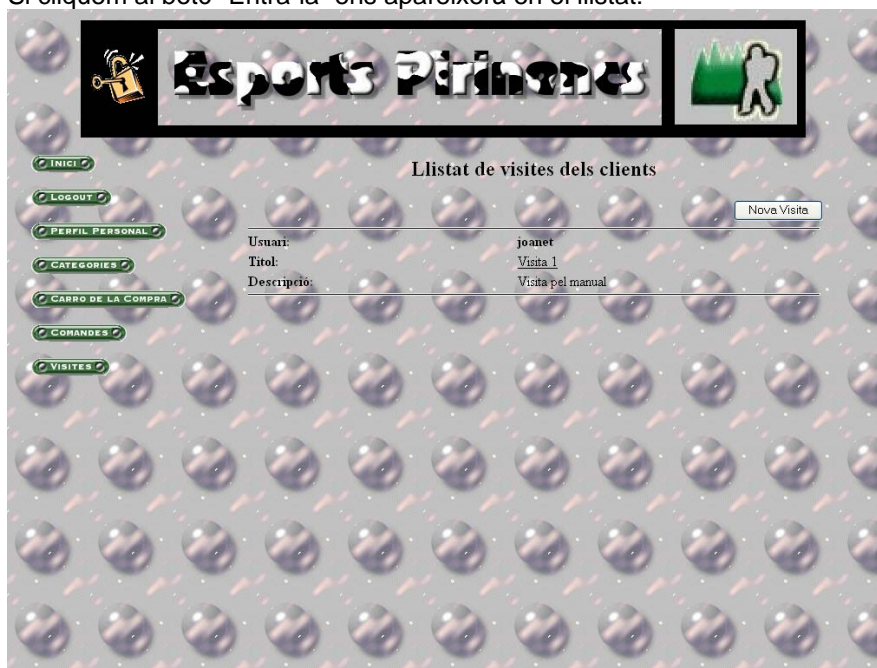 Si cliquem al botó "Entra-la" ens apareixerà en el llistat:
Esports Pirinencs
INICI
LOGOUT
PERFIL PERSONAL
CATEGORIES
CARRO DE LA COMPRA
COMANDES
VISITES
Llistat de visites dels clients
Nova Visita
Usuari: joanet
Titol: Visita 1
Descripció: Visita pel manual